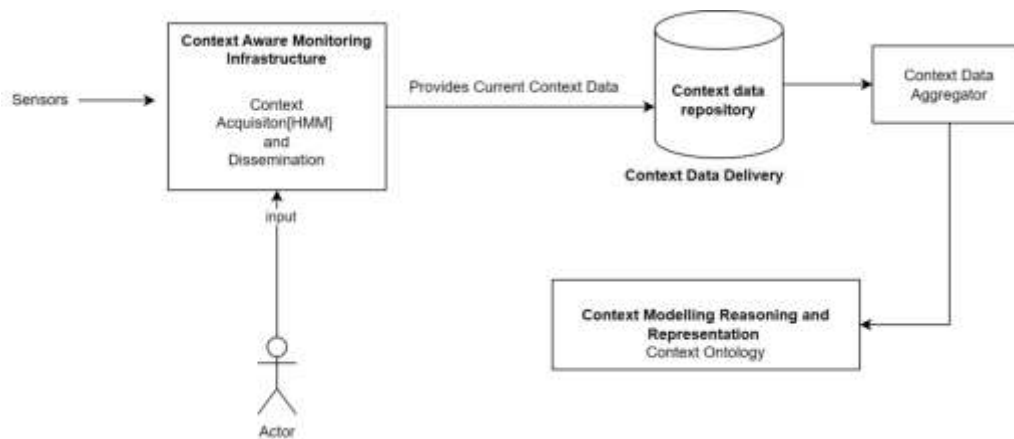 Context Aware Monitoring
Infrastructure
Sensors
Context
Acquisiton[HMM]
and
Dissemination
Provides Current Context Data
Context data
repository
Context Data Delivery
Context Data
Aggregator
input
Actor
Context Modelling Reasoning and
Representation
Context Ontology